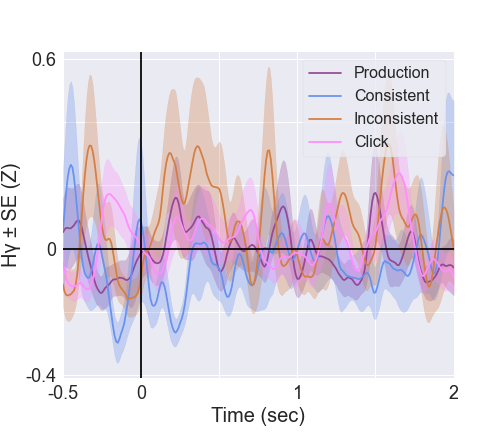 0.6
Production
Consistent
Inconsistent
Click
Hγ ± SE (Z)
0
-0.4
-0.5 0 1 2
Time (sec)